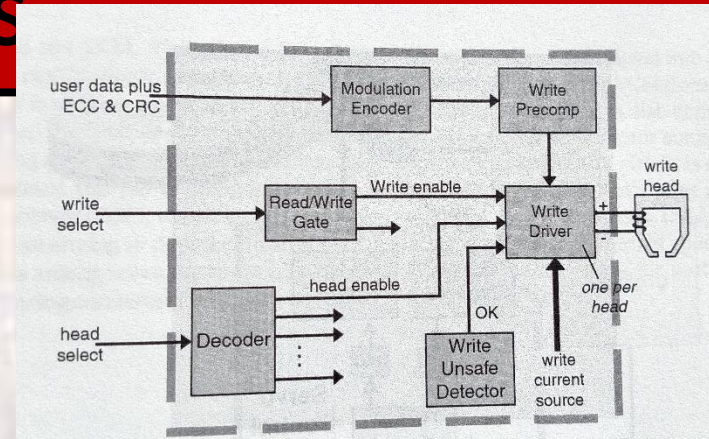 s
user data plus
ECC & CRC
Modulation
Encoder
Write
Precomp
write
head
write
select
Read/Write
Gate
Write enable
Write
Driver
+
-
head enable
one per
head
OK
head
select
Decoder
Write
Unsafe
Detector
write
current
source